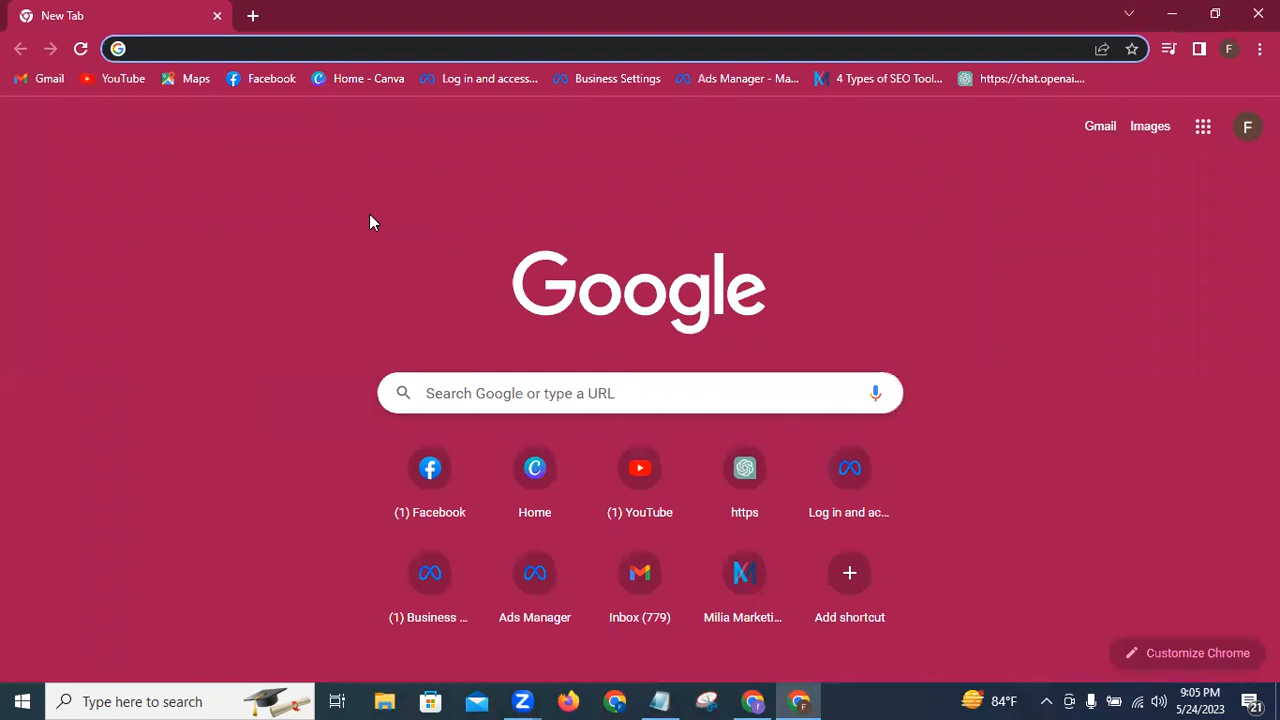 New Tab
Gmail YouTube Maps Facebook Home - Canva Log in and access... Business Settings Ads Manager - Ma... 4 Types of SEO Tool... https://chat.openai....
F
Gmail Images F
Google
Search Google or type a URL
(1) Facebook Home (1) YouTube https Log in and ac...
(1) Business ... Ads Manager Inbox (779) Milia Marketi... Add shortcut
Customize Chrome
Type here to search
84°F
9:05 PM
5/24/2023
21